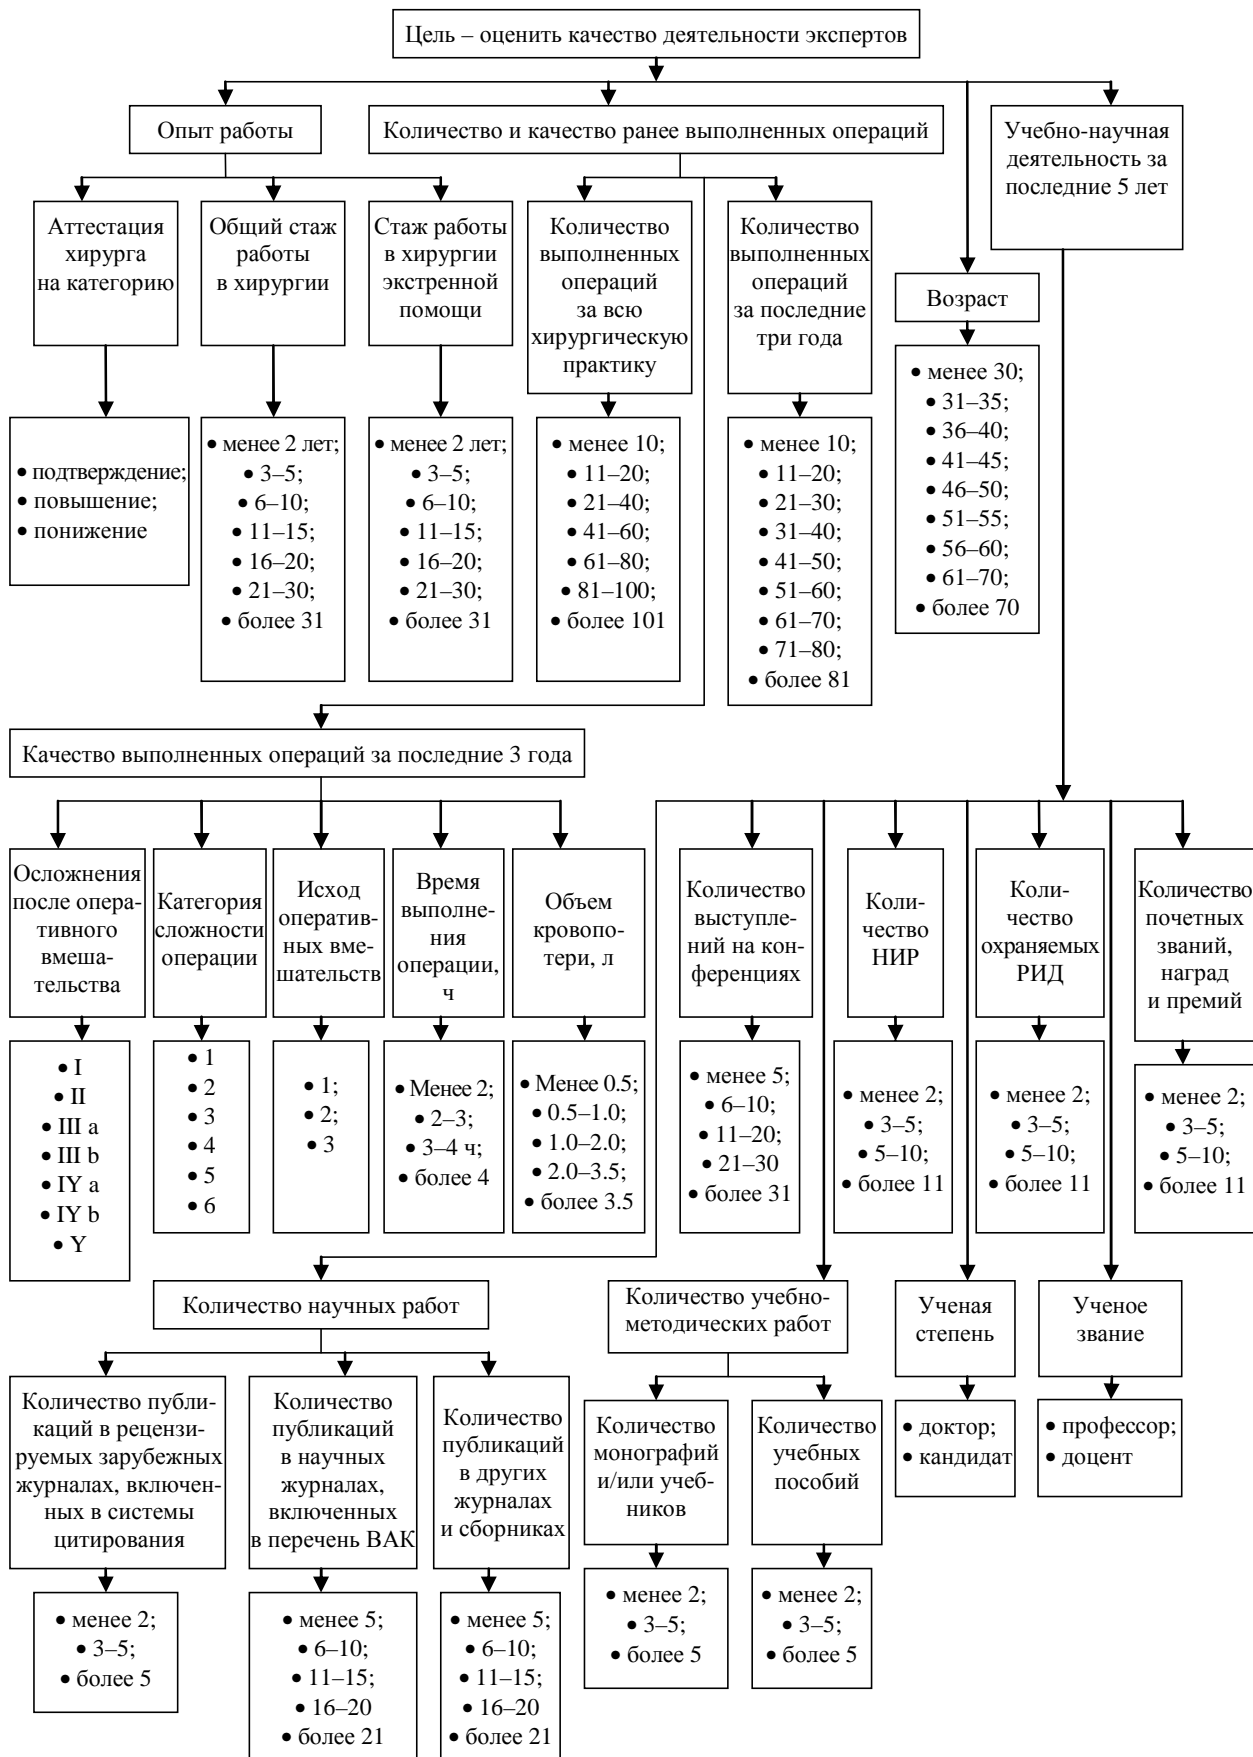 Цель – оценить качество деятельности экспертов
Опыт работы
Количество и качество ранее выполненных операций
Учебно-научная
деятельность за
последние 5 лет
Аттестация
хирурга
на категорию
Общий стаж
работы
в хирургии
Стаж работы
в хирургии
экстренной
помощи
Количество
выполненных
операций
за всю
хирургическую
практику
Количество
выполненных
операций
за последние
три года
Возраст
• подтверждение;
• повышение;
• понижение
• менее 2 лет;
• 3–5;
• 6–10;
• 11–15;
• 16–20;
• 21–30;
• более 31
• менее 2 лет;
• 3–5;
• 6–10;
• 11–15;
• 16–20;
• 21–30;
• более 31
• менее 10;
• 11–20;
• 21–40;
• 41–60;
• 61–80;
• 81–100;
• более 101
• менее 10;
• 11–20;
• 21–30;
• 31–40;
• 41–50;
• 51–60;
• 61–70;
• 71–80;
• более 81
• менее 30;
• 31–35;
• 36–40;
• 41–45;
• 46–50;
• 51–55;
• 56–60;
• 61–70;
• более 70
Качество выполненных операций за последние 3 года
Осложнения
после опера-
тивного
вмеша-
тельства
Категория
сложности
операции
Исход
оператив-
ных вме-
шательств
Время
выполне-
ния
операции,
ч
Объем
кровопо-
тери, л
Количество
выступле-
ний на кон-
ференциях
Коли-
чество
НИР
Коли-
чество
охраняемых
РИД
Количество
почетных
званий,
наград
и премий
• I
• II
• III a
• III b
• IY a
• IY b
• Y
• 1
• 2
• 3
• 4
• 5
• 6
• 1;
• 2;
• 3
• Менее 2;
• 2–3;
• 3–4 ч;
• более 4
• Менее 0.5;
• 0.5–1.0;
• 1.0–2.0;
• 2.0–3.5;
• более 3.5
• менее 5;
• 6–10;
• 11–20;
• 21–30
• более 31
• менее 2;
• 3–5;
• 5–10;
• более 11
• менее 2;
• 3–5;
• 5–10;
• более 11
• менее 2;
• 3–5;
• 5–10;
• более 11
Количество научных работ
Количество учебно-
методических работ
Ученая
степень
Ученое
звание
Количество публи-
каций в рецензи-
руемых зарубежных
журналах, включен-
ных в системы
цитирования
Количество
публикаций
в научных
журналах,
включенных
в перечень ВАК
Количество
публикаций
в других
журналах
и сборниках
Количество
монографий
и/или учеб-
ников
Количество
учебных
пособий
• доктор;
• кандидат
• профессор;
• доцент
• менее 2;
• 3–5;
• более 5
• менее 5;
• 6–10;
• 11–15;
• 16–20
• более 21
• менее 5;
• 6–10;
• 11–15;
• 16–20
• более 21
• менее 2;
• 3–5;
• более 5
• менее 2;
• 3–5;
• более 5